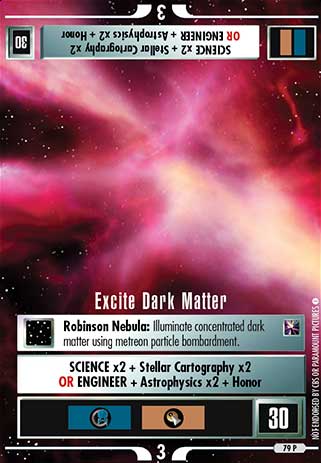 3
SCIENCE x2 + Stellar Cartography x2
OR ENGINEER + Astrophysics x2 + Honor
30
Excite Dark Matter
Robinson Nebula: Illuminate concentrated dark
matter using metreon particle bombardment.
SCIENCE x2 + Stellar Cartography x2
OR ENGINEER + Astrophysics x2 + Honor
30
3
79 P
NOT ENDORSED BY CBS OR PARAMOUNT PICTURES